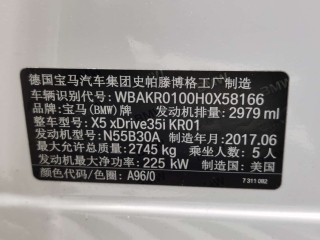 德国宝马汽车集团史帕滕博格工厂制造
车辆识别代号: WBAKR0100H0X58166
品牌: 宝马(BMW)牌 发动机排量: 2979 ml
整车型号: X5 xDrive35i KR01
发动机型号: N55B30A 制造年月: 2017.06
最大允许总质量: 2745 kg 乘坐人数: 5 人
发动机最大净功率: 225 kW 制造国: 美国
颜色代码/色圈: A96/0
7 311 082